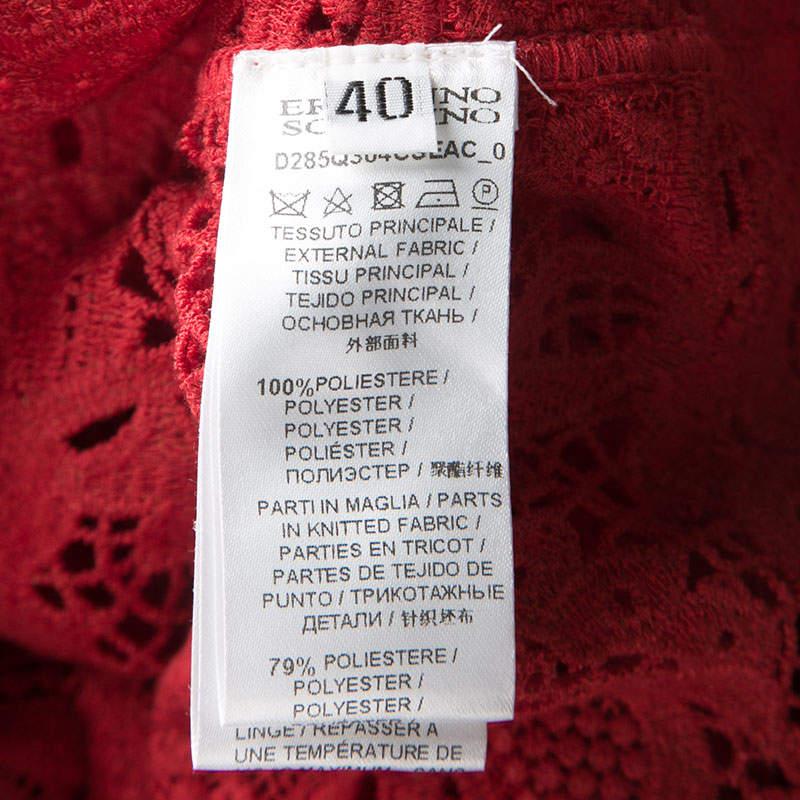 40
TESSUTO PRINCIPALE /
EXTERNAL FABRIC /
TISSU PRINCIPAL /
TEJIDO PRINCIPAL /
ОСНОВНАЯ ТКАНЬ /
外部面料
100%POLIESTERE /
POLYESTER /
POLYESTER /
POLIÉSTER /
ПОЛИЭСТЕР / 聚酯纤维
PARTI IN MAGLIA / PARTS
IN KNITTED FABRIC /
PARTIES EN TRICOT /
PARTES DE TEJIDO DE
PUNTO / ТРИКОТАЖНЫЕ
ДЕТАЛИ / 针织坯布
79% POLIESTERE /
POLYESTER /
POLYESTER /
LINGE / REPASSER À
UNE TEMPÉRATURE DE